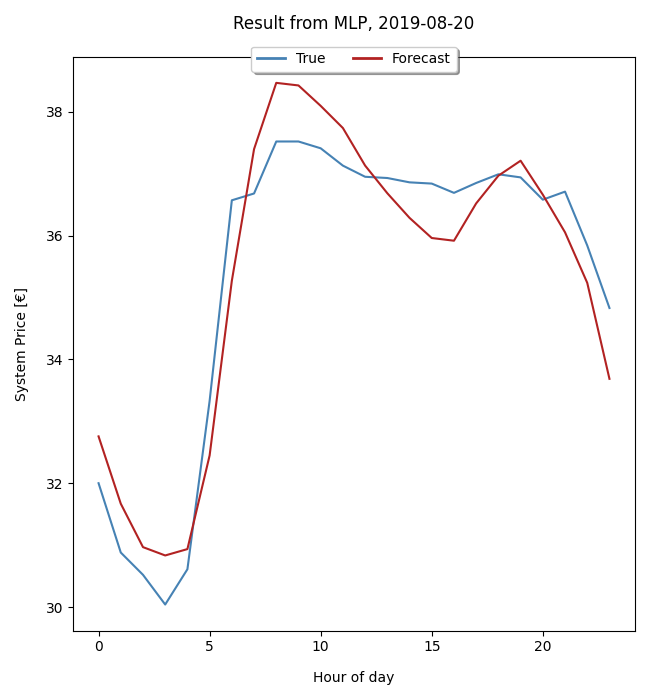 Result from MLP, 2019-08-20
True Forecast
38
36
34
32
30
System Price [€]
0 5 10 15 20
Hour of day